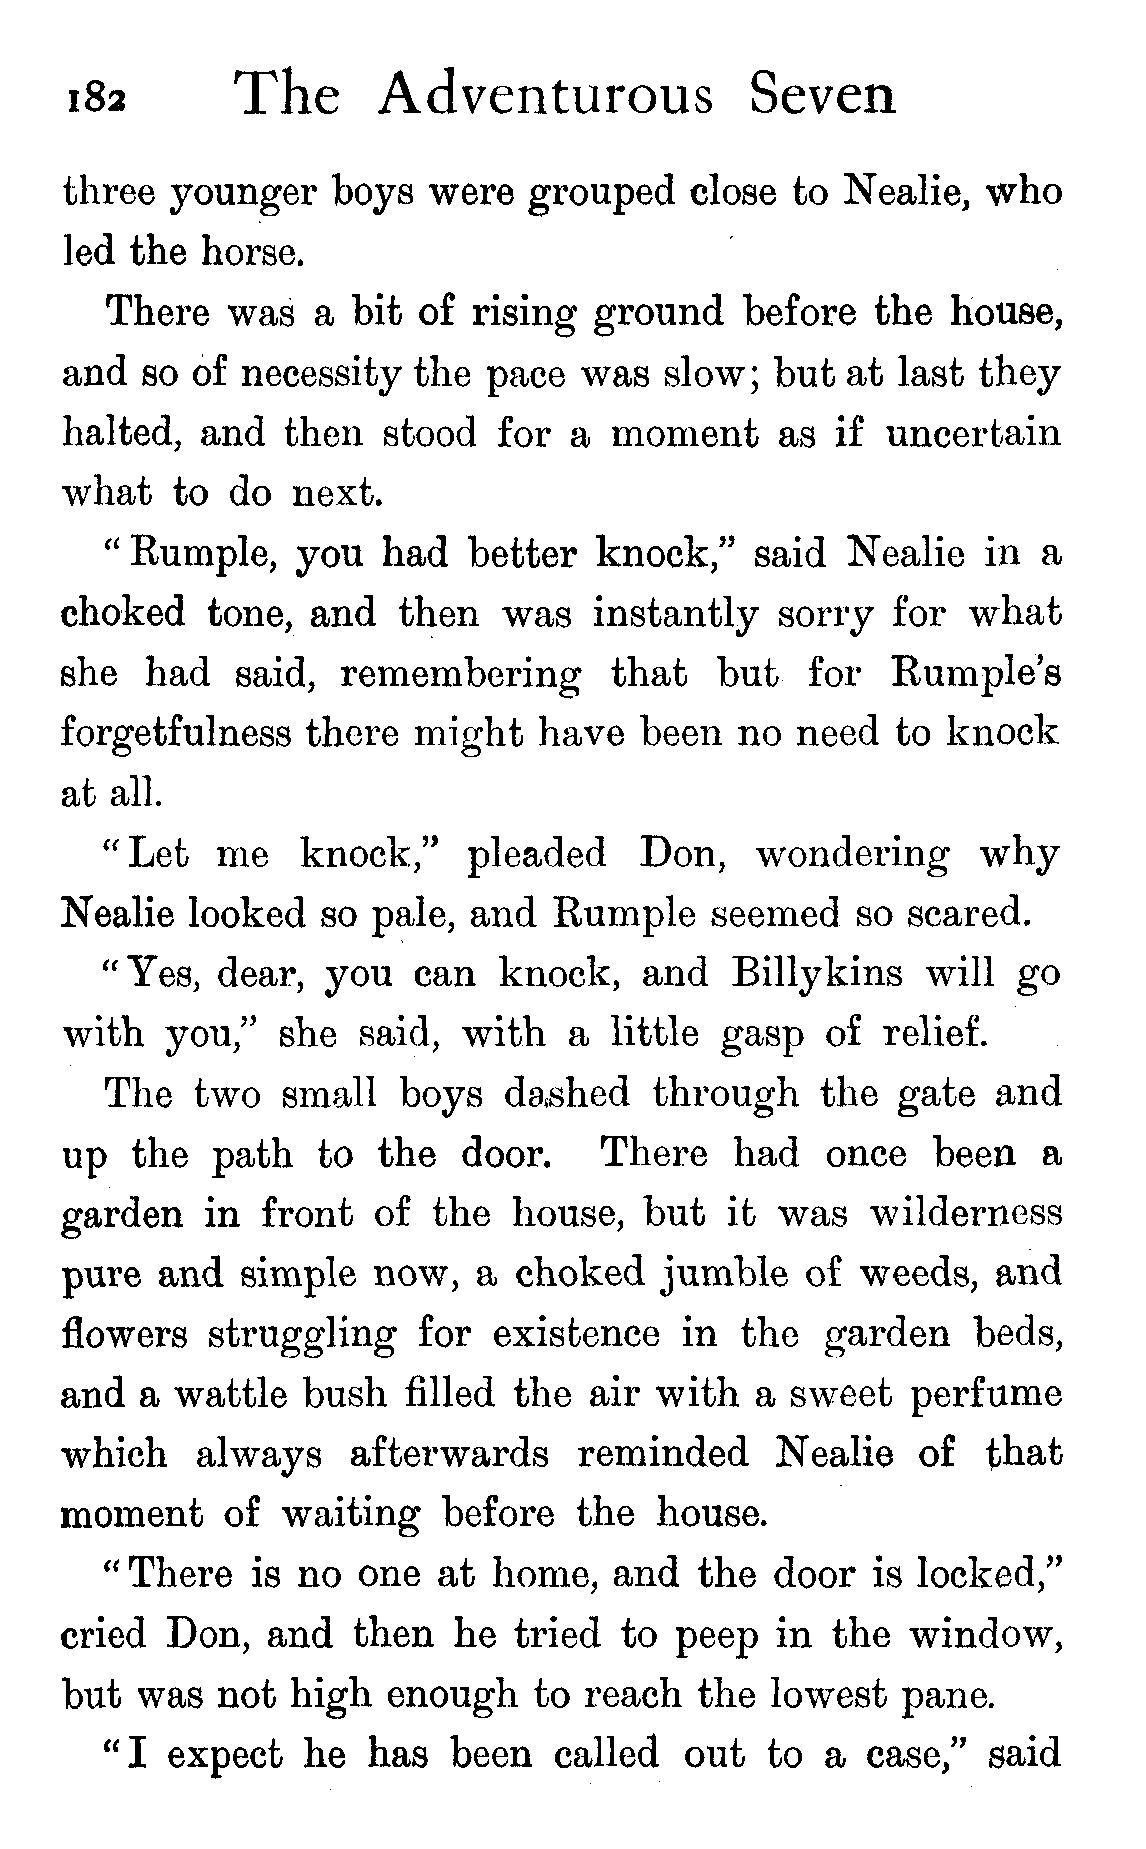 182 The Adventurous Seven
three younger boys were grouped close to Nealie, who
led the horse.
There was a bit of rising ground before the house,
and so of necessity the pace was slow; but at last they
halted, and then stood for a moment as if uncertain
what to do next.
"Rumple, you had better knock," said Nealie in a
choked tone, and then was instantly sorry for what
she had said, remembering that but for Rumple's
forgetfulness there might have been no need to knock
at all.
"Let me knock," pleaded Don, wondering why
Nealie looked so pale, and Rumple seemed so scared.
"Yes, dear, you can knock, and Billykins will go
with you," she said, with a little gasp of relief.
The two small boys dashed through the gate and
up the path to the door. There had once been a
garden in front of the house, but it was wilderness
pure and simple now, a choked jumble of weeds, and
flowers struggling for existence in the garden beds,
and a wattle bush filled the air with a sweet perfume
which always afterwards reminded Nealie of that
moment of waiting before the house.
"There is no one at home, and the door is locked,"
cried Don, and then he tried to peep in the window,
but was not high enough to reach the lowest pane.
"I expect he has been called out to a case," said